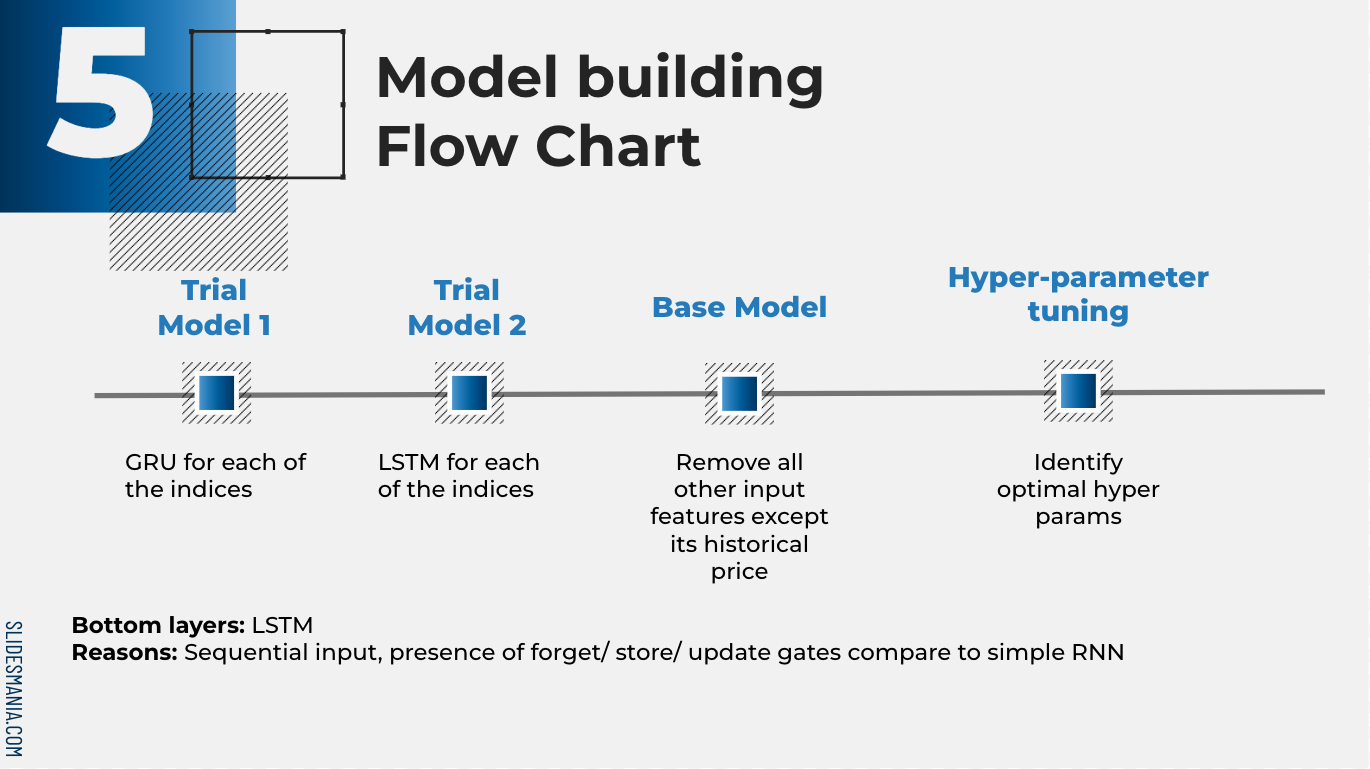 5
Model building
Flow Chart
Trial
Model 1
Trial
Model 2
Base Model
Hyper-parameter
tuning
GRU for each of
the indices
LSTM for each
of the indices
Remove all
other input
features except
its historical
price
Identify
optimal hyper
params
Bottom layers: LSTM
Reasons: Sequential input, presence of forget/ store/ update gates compare to simple RNN
SLIDESMANIA.COM